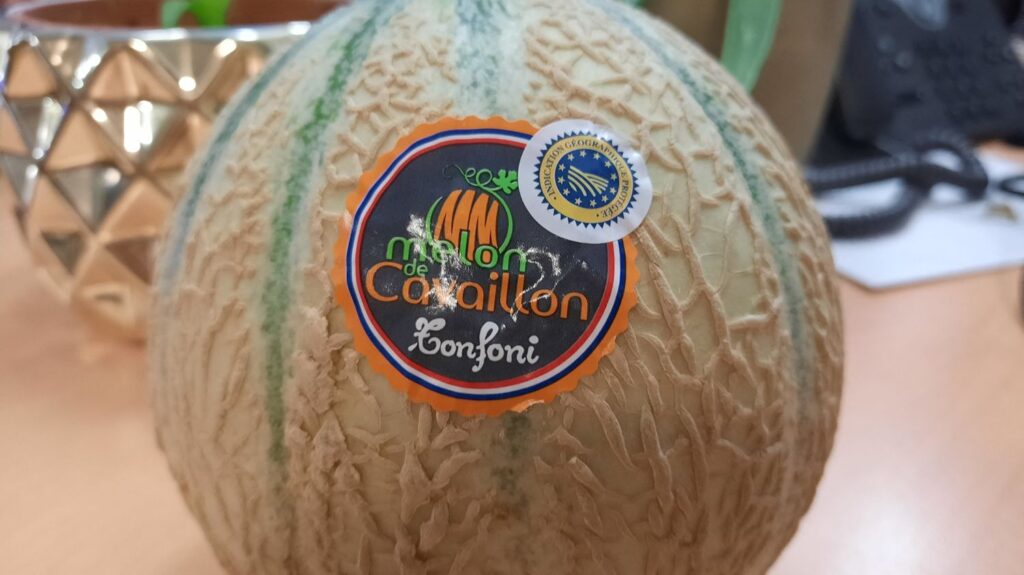 melon
de
Cavaillon
Tonfoni
INDICATION GÉOGRAPHIQUE PROTÉGÉE